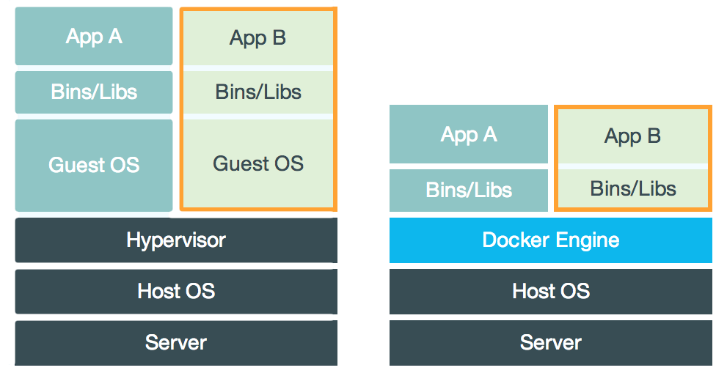 App A
App B
Bins/Libs
Bins/Libs
Guest OS
Guest OS
Hypervisor
Host OS
Server
App A
App B
Bins/Libs
Bins/Libs
Docker Engine
Host OS
Server